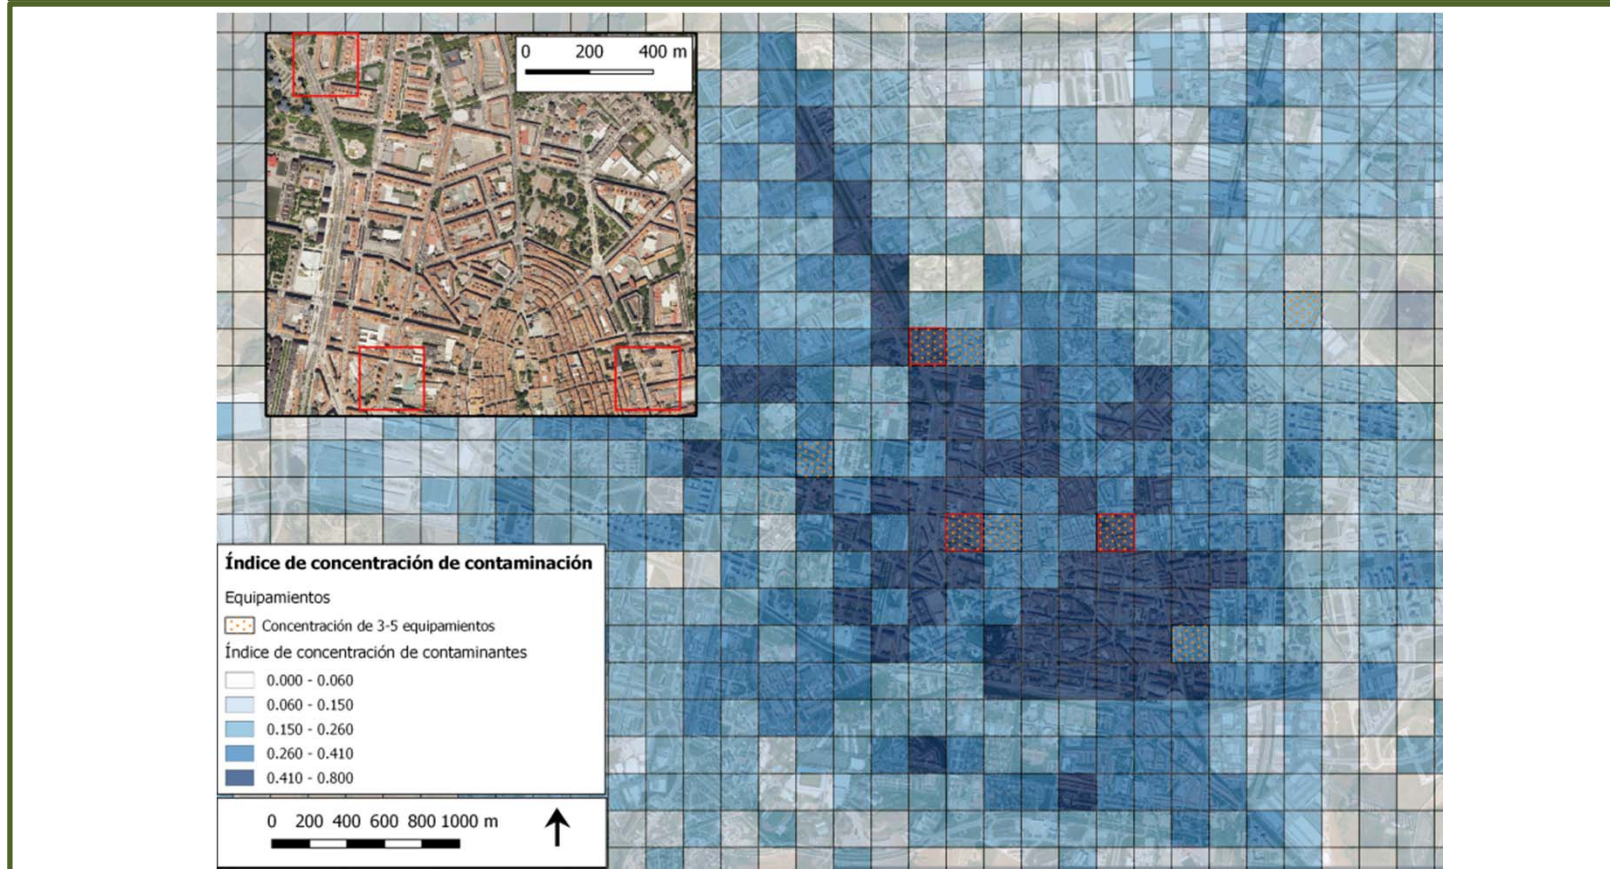 0 200 400 m
Índice de concentración de contaminación
Equipamientos
Concentración de 3-5 equipamientos
Índice de concentración de contaminantes
0.000 - 0.060
0.060 - 0.150
0.150 - 0.260
0.260 - 0.410
0.410 - 0.800
0 200 400 600 800 1000 m